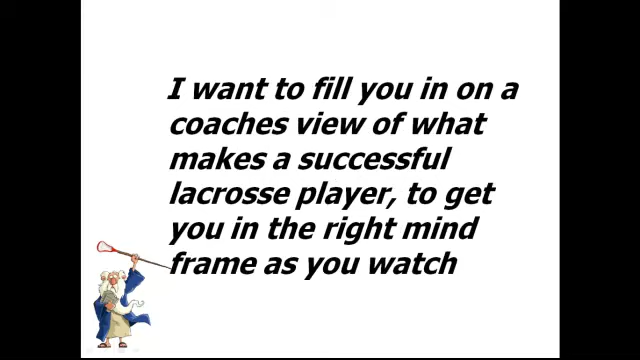 I want to fill you in on a
coaches view of what
makes a successful
lacrosse player, to get
you in the right mind
frame as you watch